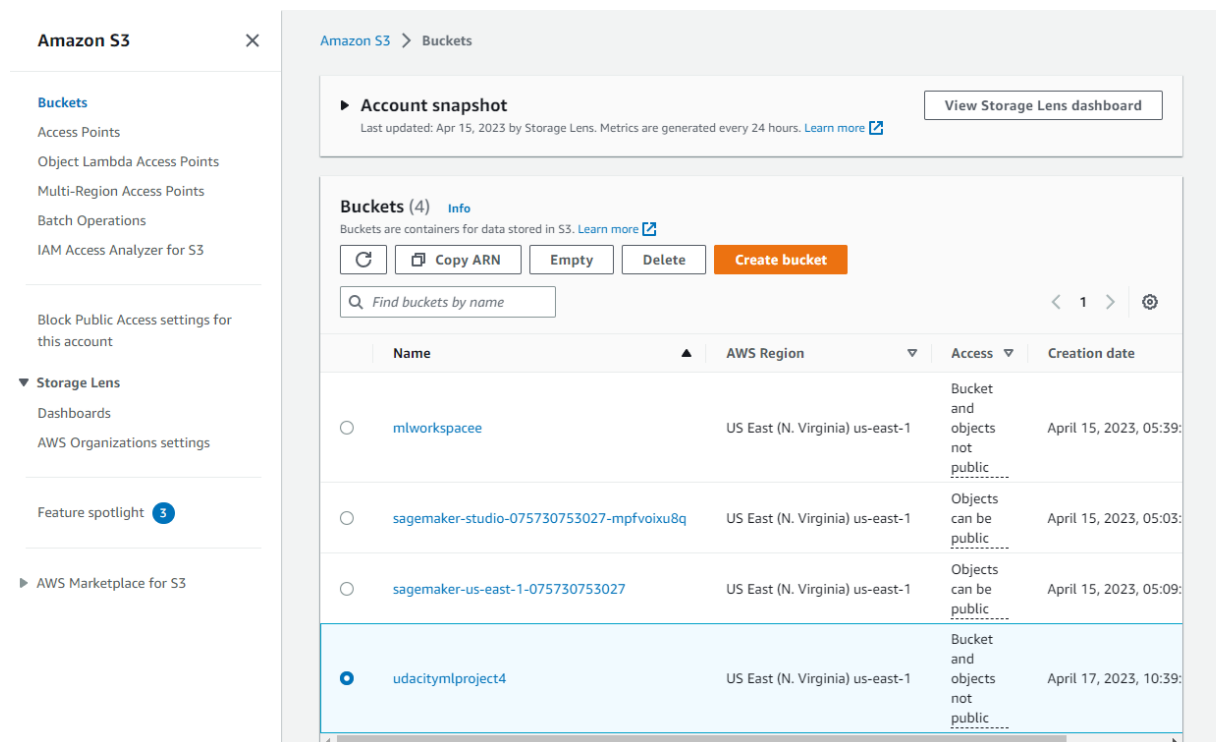 Amazon S3
Buckets
Access Points
Object Lambda Access Points
Multi-Region Access Points
Batch Operations
IAM Access Analyzer for S3
Block Public Access settings for
this account
Storage Lens
Dashboards
AWS Organizations settings
Feature spotlight 3
AWS Marketplace for S3
Amazon S3 > Buckets
Account snapshot
View Storage Lens dashboard
Last updated: Apr 15, 2023 by Storage Lens. Metrics are generated every 24 hours. Learn more
Buckets (4) Info
Buckets are containers for data stored in S3. Learn more
Copy ARN Empty Delete Create bucket
Find buckets by name
1
Name AWS Region Access Creation date
mlworkspacee US East (N. Virginia) us-east-1
Bucket
and
objects
not
public
April 15, 2023, 05:39:
sagemaker-studio-075730753027-mpfvoixu8q US East (N. Virginia) us-east-1
Objects
can be
public
April 15, 2023, 05:03:
sagemaker-us-east-1-075730753027 US East (N. Virginia) us-east-1
Objects
can be
public
April 15, 2023, 05:09:
udacitymlproject4 US East (N. Virginia) us-east-1
Bucket
and
objects
not
public
April 17, 2023, 10:39: